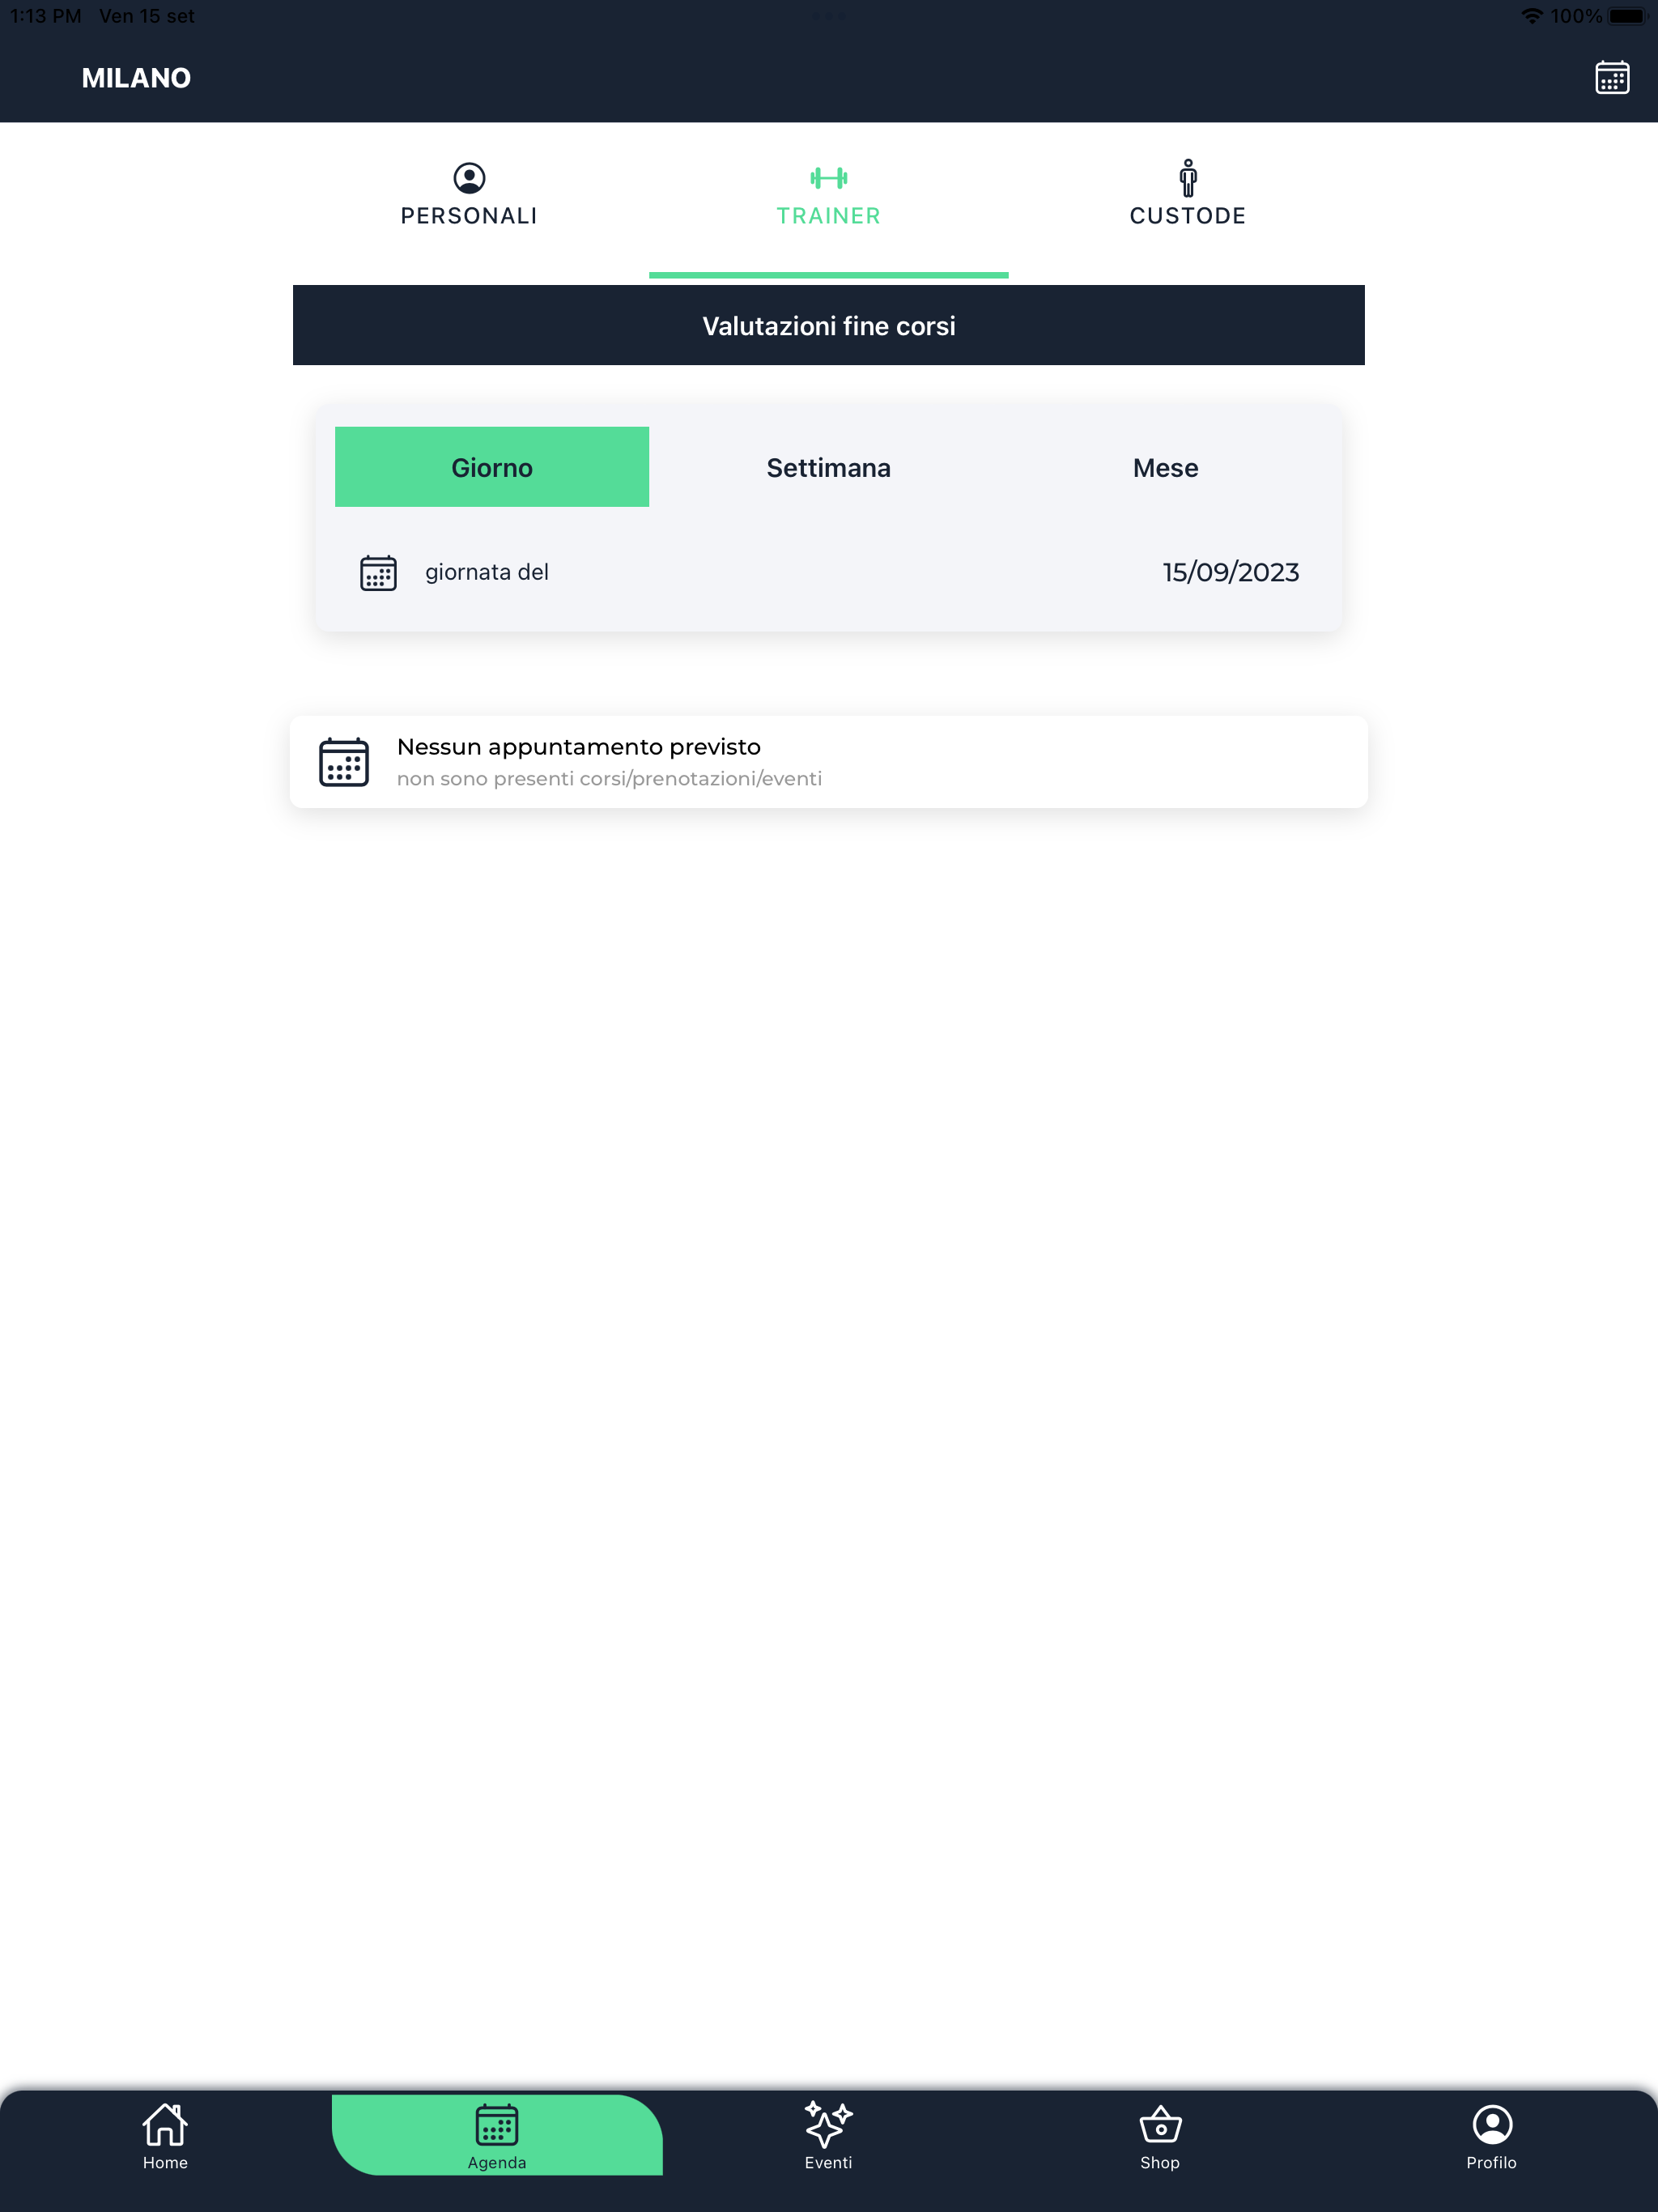 1:13 PM Ven 15 set 100%
MILANO
PERSONALI TRAINER CUSTODE
Valutazioni fine corsi
Giorno Settimana Mese
giornata del 15/09/2023
Nessun appuntamento previsto
non sono presenti corsi/prenotazioni/eventi
Home Agenda Eventi Shop Profilo